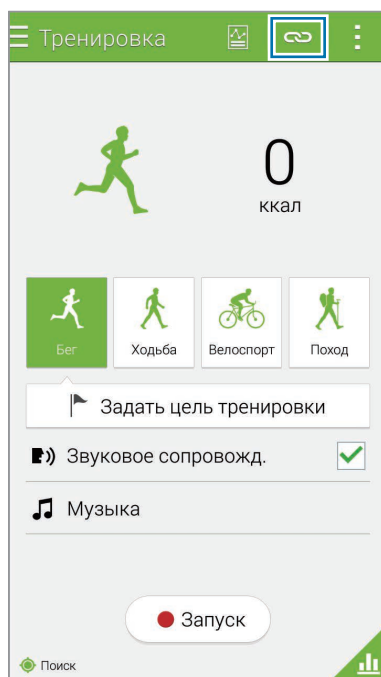 Тренировка
0
ккал
Бег
Ходьба
Велоспорт
Поход
Задать цель тренировки
Звуковое сопровожд.
Музыка
Запуск
Поиск